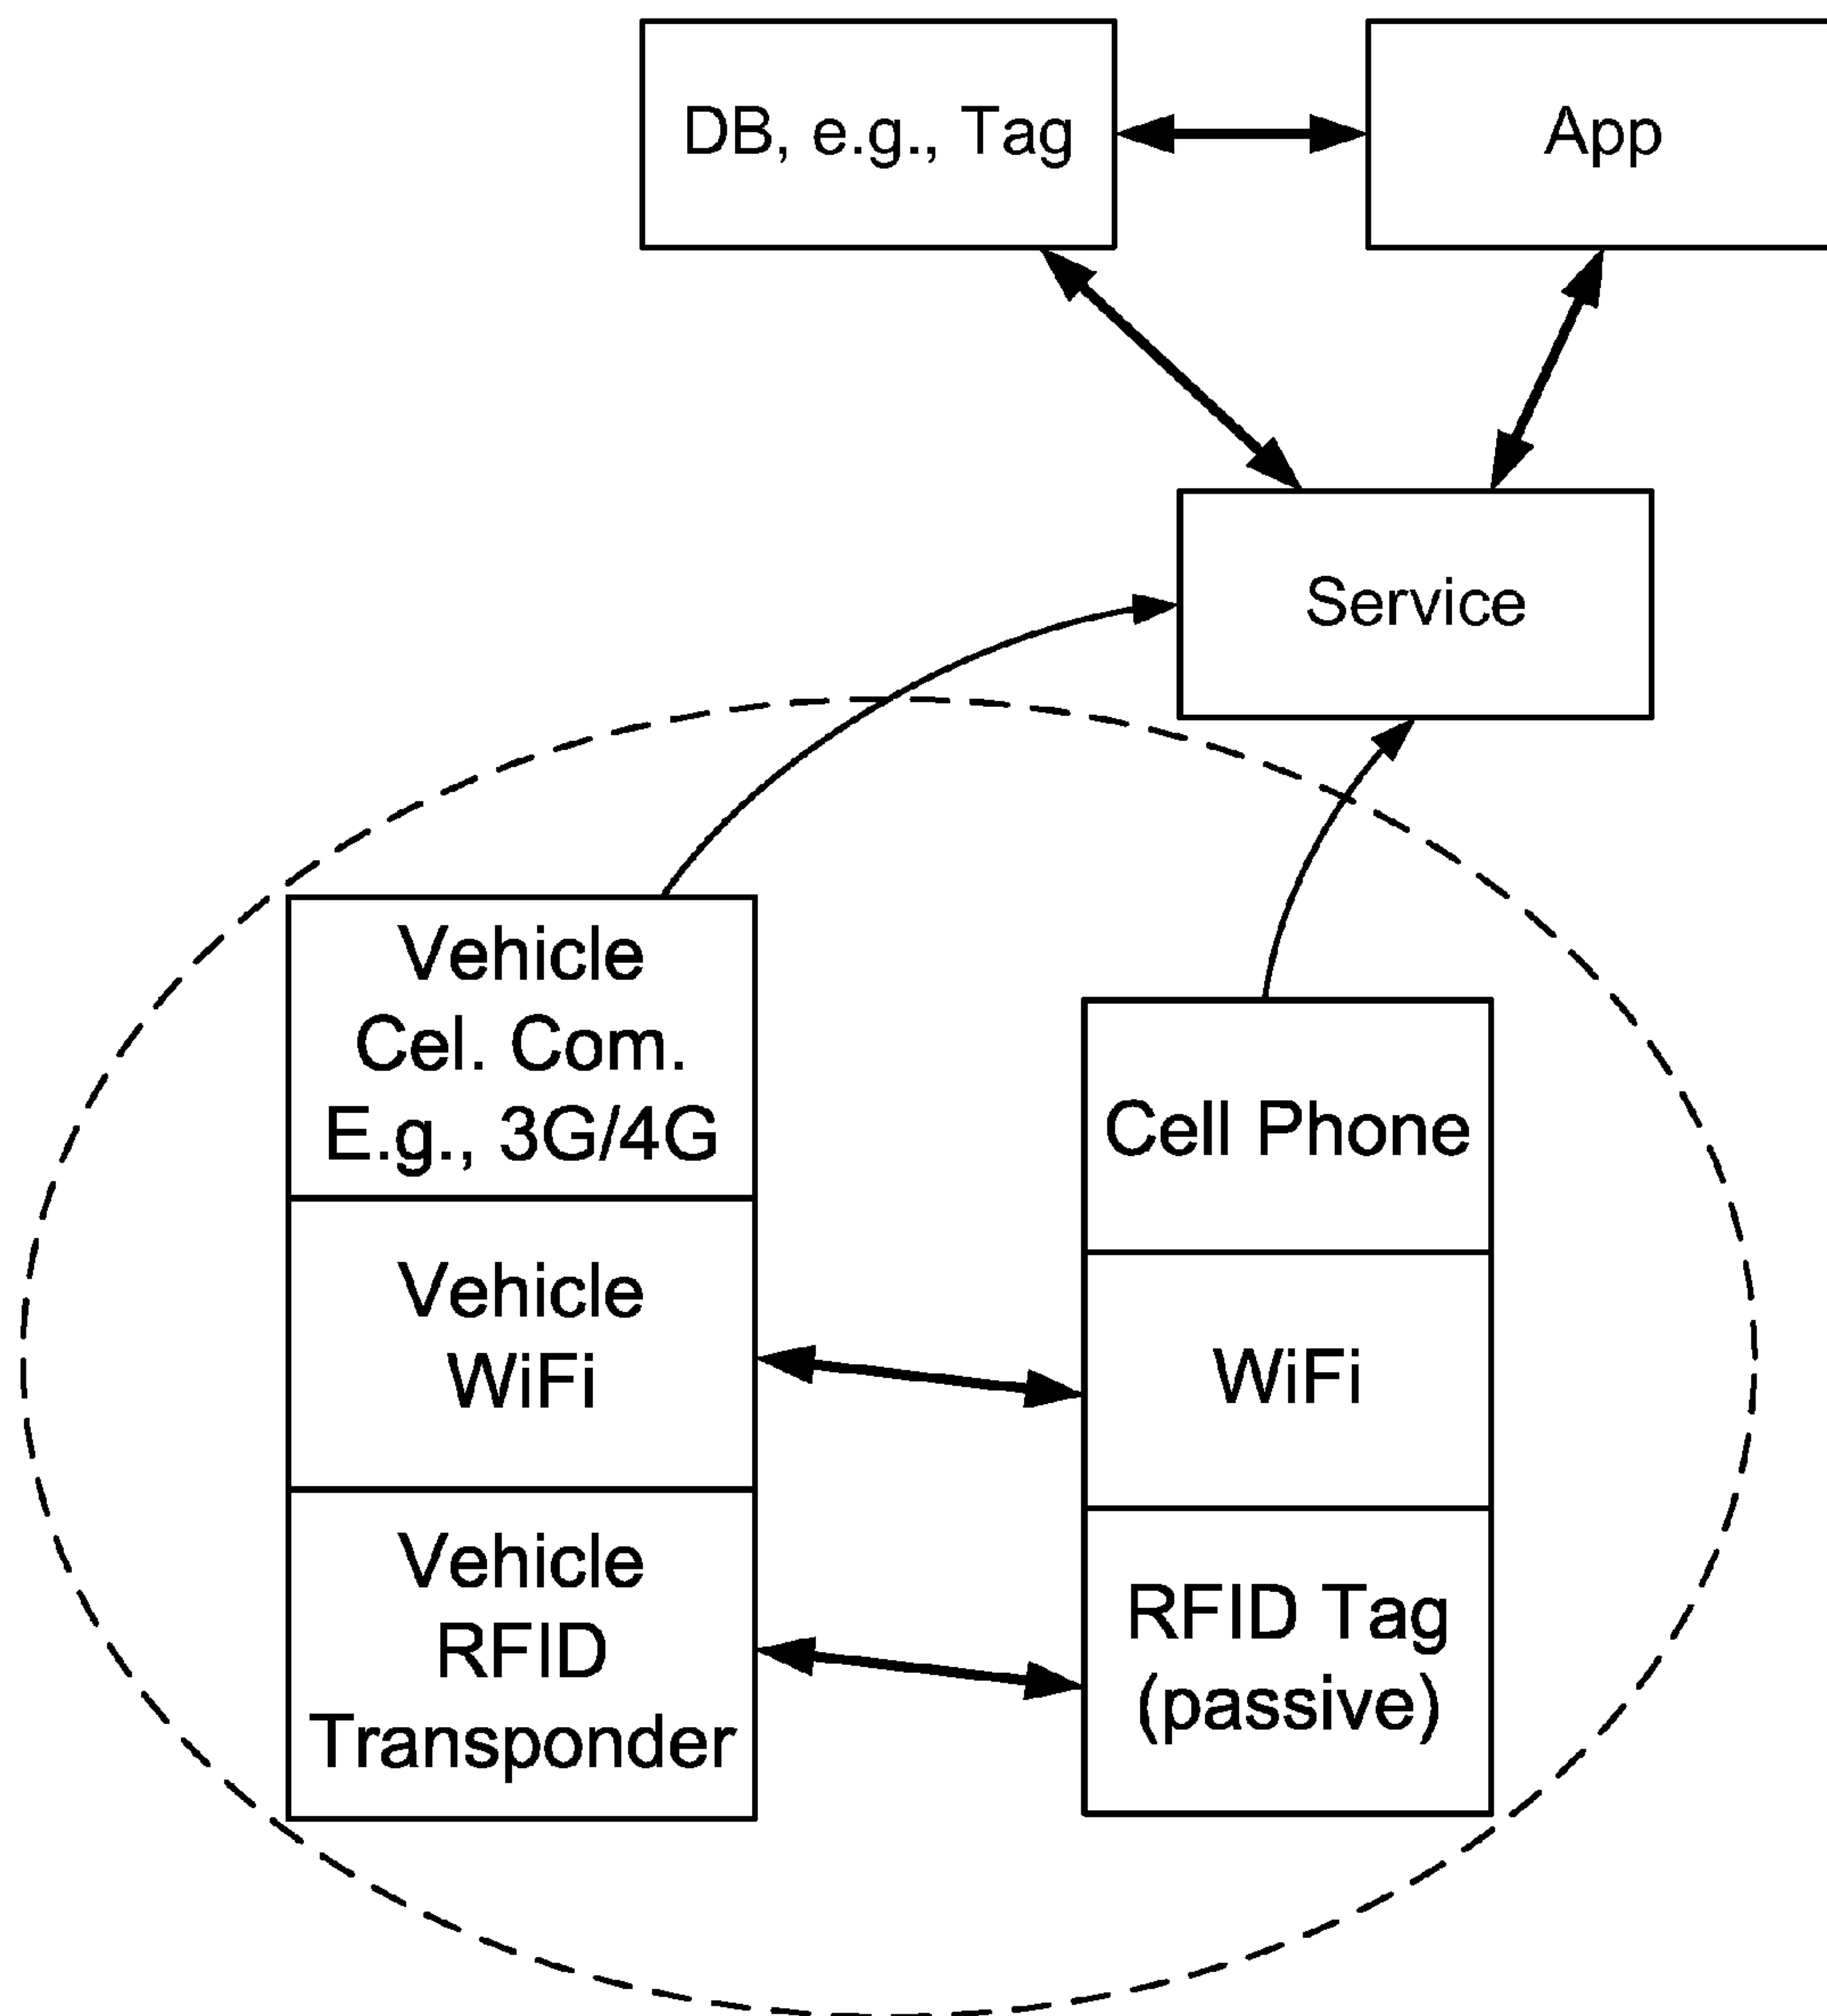 DB, e.g., Tag
App
Service
Vehicle
Cel. Com.
E.g., 3G/4G
Vehicle
WiFi
Vehicle
RFID
Transponder
Cell Phone
WiFi
RFID Tag
(passive)